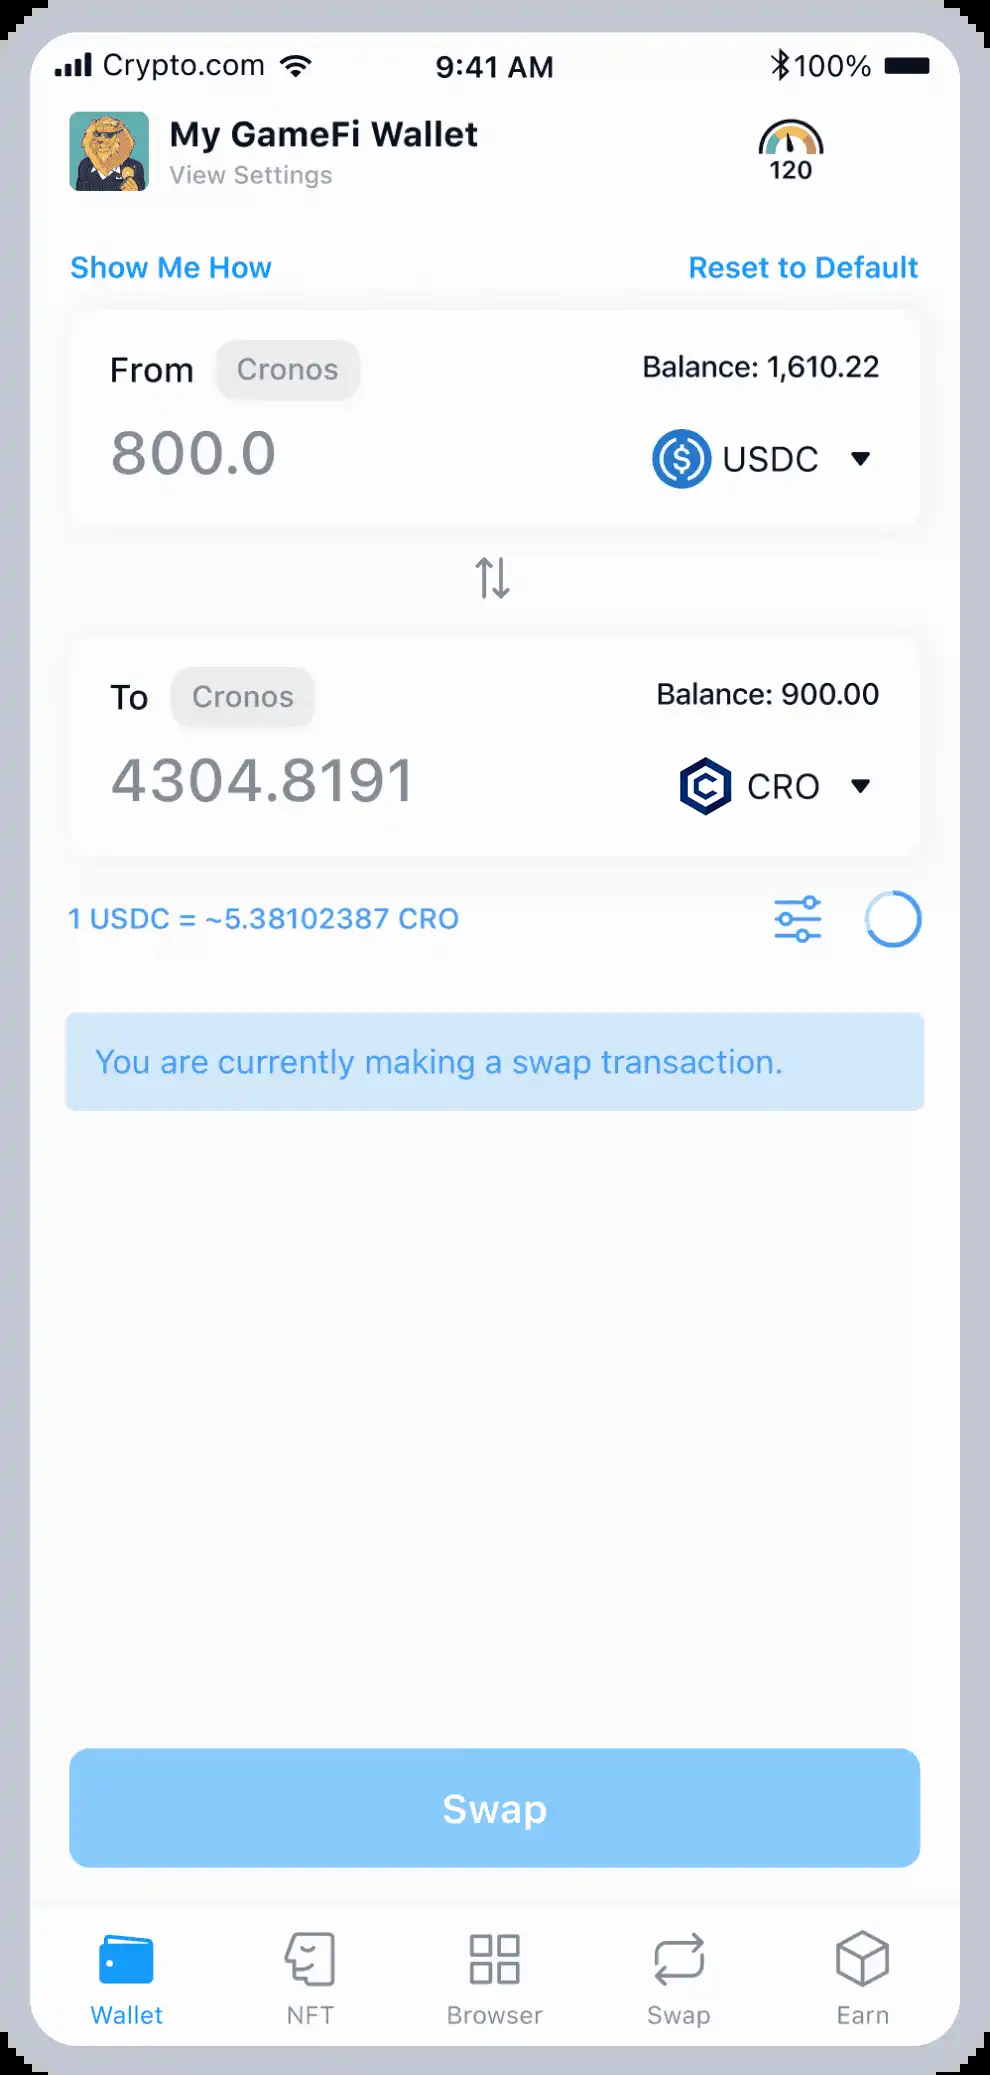 Crypto.com 9:41 AM 100%
My GameFi Wallet
View Settings
120
Show Me How Reset to Default
From Cronos Balance: 1,610.22
800.0 USDC
To Cronos Balance: 900.00
4304.8191 CRO
1 USDC = ~5.38102387 CRO
You are currently making a swap transaction.
Swap
Wallet NFT Browser Swap Earn